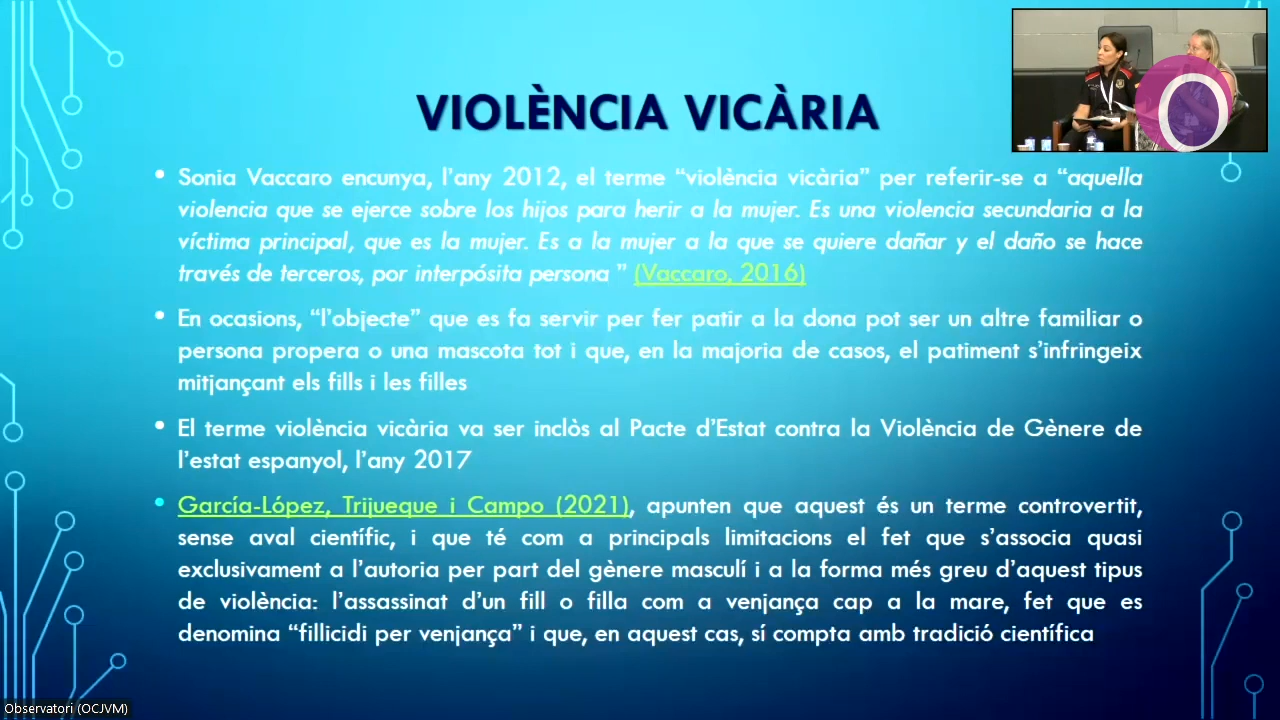 VIOLÈNCIA VICÀRIA
• Sonia Vaccaro encunya, l'any 2012, el terme “violència vicària” per referir-se a “aquella
violencia que se ejerce sobre los hijos para herir a la mujer. Es una violencia secundaria a la
víctima principal, que es la mujer. Es a la mujer a la que se quiere dañar y el daño se hace
través de terceros, por interpósita persona ” (Vaccaro, 2016)
• En ocasions, “l'objecte” que es fa servir per fer patir a la dona pot ser un altre familiar o
persona propera o una mascota tot i que, en la majoria de casos, el patiment s'infringeix
mitjançant els fills i les filles
• El terme violència vicària va ser inclòs al Pacte d'Estat contra la Violència de Gènere de
l'estat espanyol, l'any 2017
• García-López, Trijueque i Campo (2021), apunten que aquest és un terme controvertit,
sense aval científic, i que té com a principals limitacions el fet que s'associa quasi
exclusivament a l'autoria per part del gènere masculí i a la forma més greu d'aquest tipus
de violència: l'assassinat d'un fill o filla com a venjança cap a la mare, fet que es
denomina “fillicidi per venjança” i que, en aquest cas, sí compta amb tradició científica
Observatori (OCJVM)